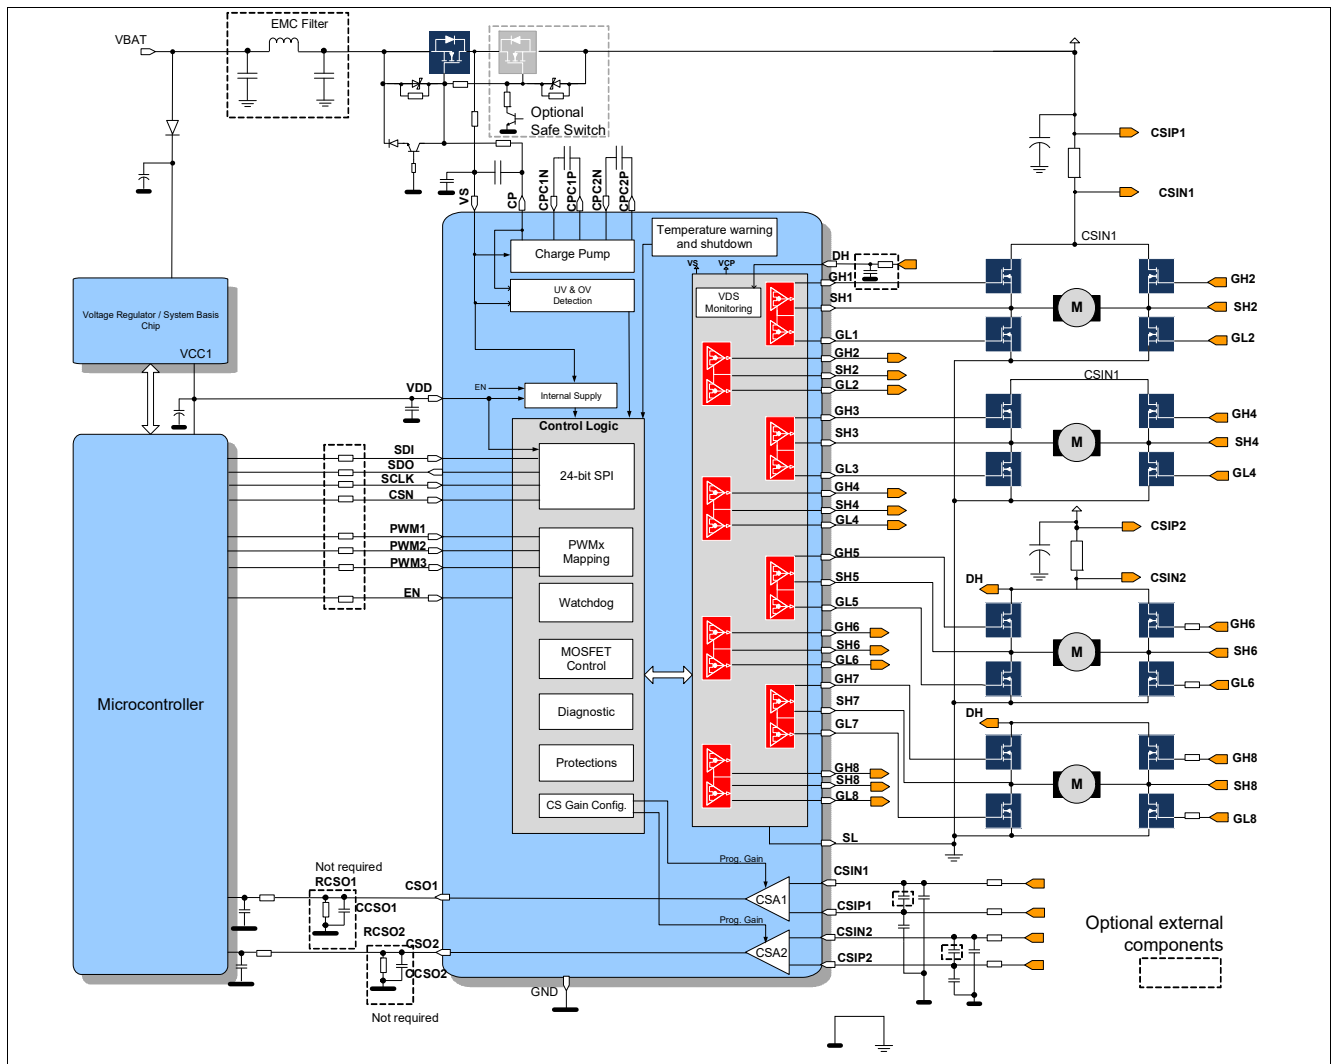 EMC Filter
VBAT
Optional
Safe Switch
CSIP1
CSIN1
VS
CP
CPC1N
CPC1P
CPC2N
CPC2P
Temperature warning
and shutdown
Charge Pump
VS
VCP
DH
CSIN1
UV & OV
Detection
VDS
Monitoring
GH1
SH1
GL1
M
GH2
SH2
GL2
Voltage Regulator / System Basis
Chip
VCC1
GH2
SH2
GL2
VDD
EN
Internal Supply
CSIN1
Control Logic
GH3
SH3
GL3
M
GH4
SH4
GL4
SDI
SDO
SCLK
CSN
24-bit SPI
GH4
SH4
GL4
PWM1
PWM2
PWM3
PWMx
Mapping
CSIP2
CSIN2
DH
GH5
SH5
GL5
EN
Watchdog
GH6
SH6
GL6
M
GH6
SH6
GL6
MOSFET
Control
Microcontroller
Diagnostic
GH7
SH7
GL7
DH
Protections
GH8
SH8
GL8
M
GH8
SH8
GL8
CS Gain Config.
SL
Prog. Gain
Not required
RCSO1
CCSO1
CSO1
CSA1
CSIN1
CSIP1
Prog. Gain
RCSO2
CSO2
CCSO2
CSA2
CSIN2
CSIP2
Optional external
components
GND
Not required